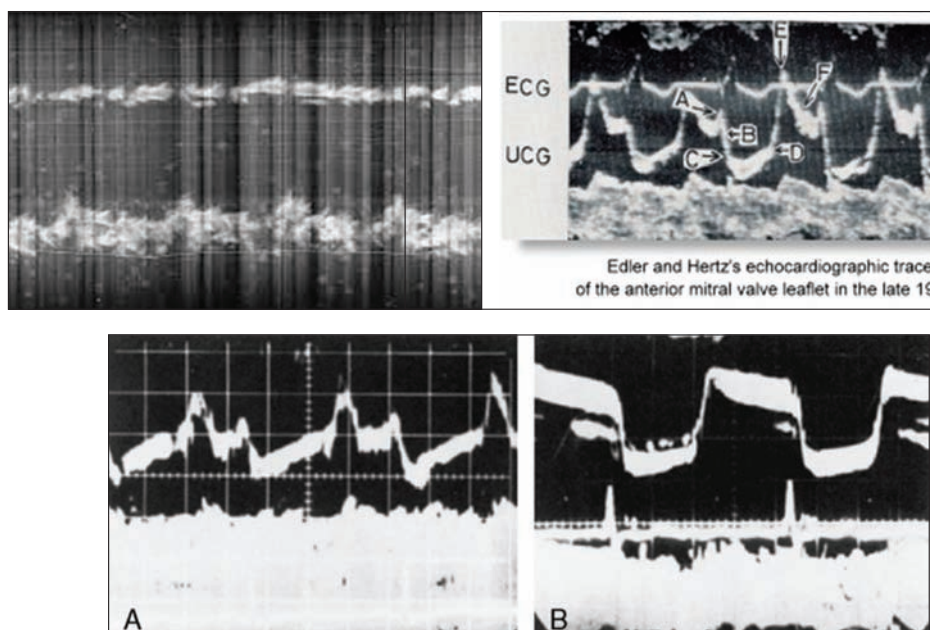 ECG
UCG
E
F
A
B
C
D
Edler and Hertz's echocardiographic trace
of the anterior mitral valve leaflet in the late 19
A
B